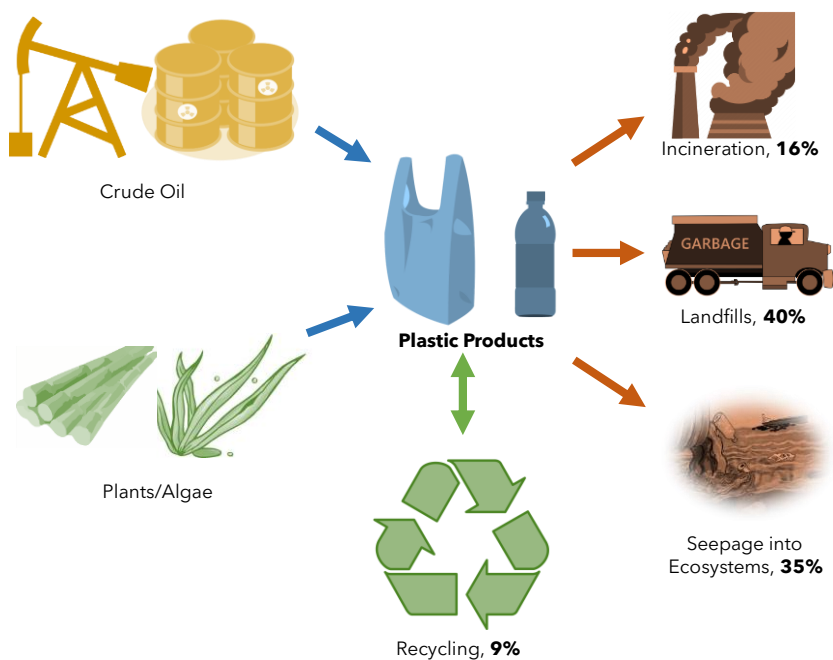 Crude Oil
Incineration, 16%
GARBAGE
Landfills, 40%
Plastic Products
Plants/Algae
Seepage into
Ecosystems, 35%
Recycling, 9%